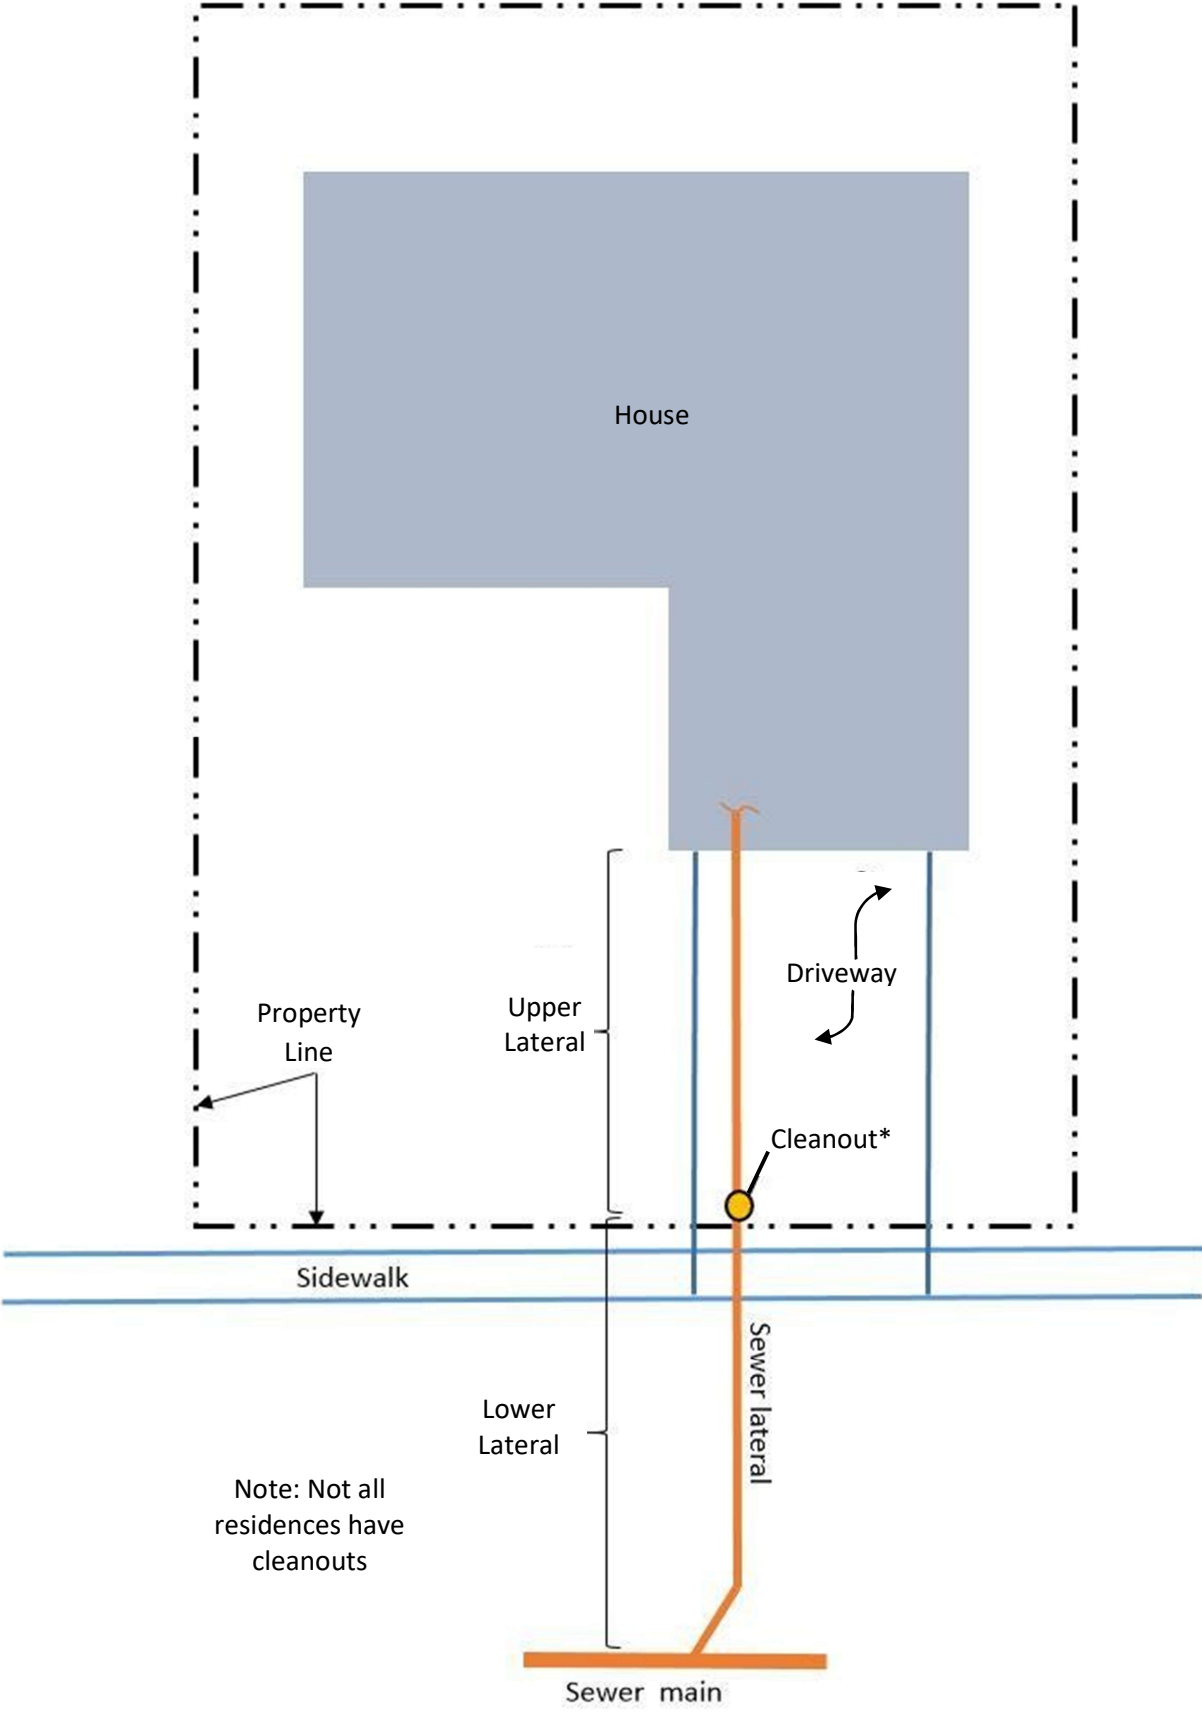 House
Driveway
Upper
Lateral
Property
Line
Cleanout*
Sidewalk
Sewer lateral
Lower
Lateral
Note: Not all
residences have
cleanouts
Sewer main